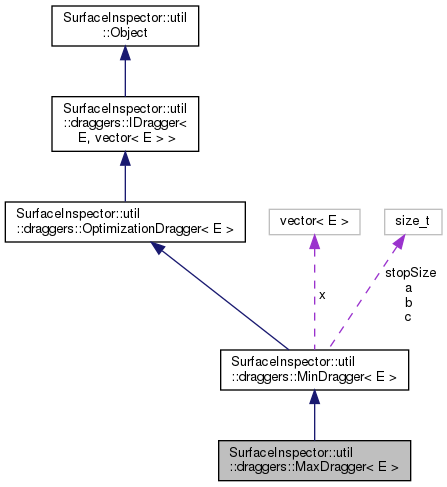 SurfaceInspector::util
::Object
SurfaceInspector::util
::draggers::IDragger<
E, vector< E > >
SurfaceInspector::util
::draggers::OptimizationDragger< E >
vector< E >
size_t
x
stopSize
a
b
c
SurfaceInspector::util
::draggers::MinDragger< E >
SurfaceInspector::util
::draggers::MaxDragger< E >